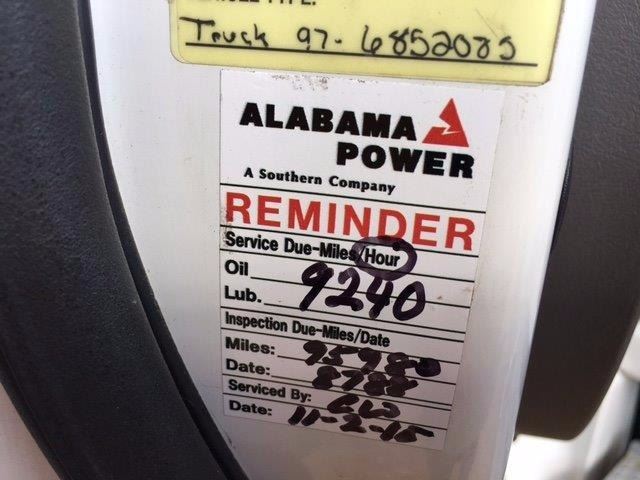 Truck 97-6852085
ALABAMA
POWER
A Southern Company
REMINDER
Service Due-Miles/Hour
Oil
Lub. 9240
Inspection Due-Miles/Date
Miles:
Date:
Serviced By:
Date: 11-2-15